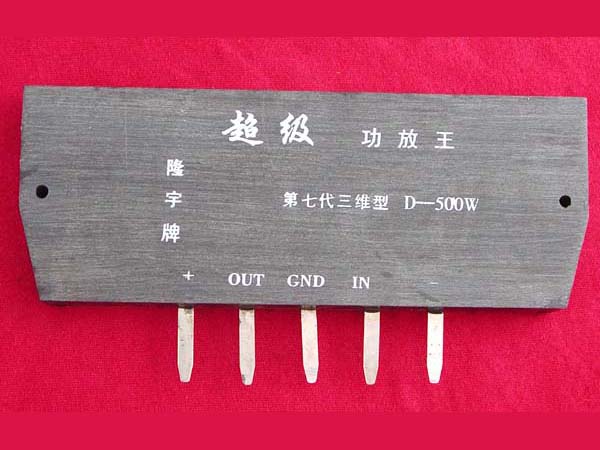 超级 功放王
隆宇牌
第七代三维型 D—500W
+ OUT GND IN −